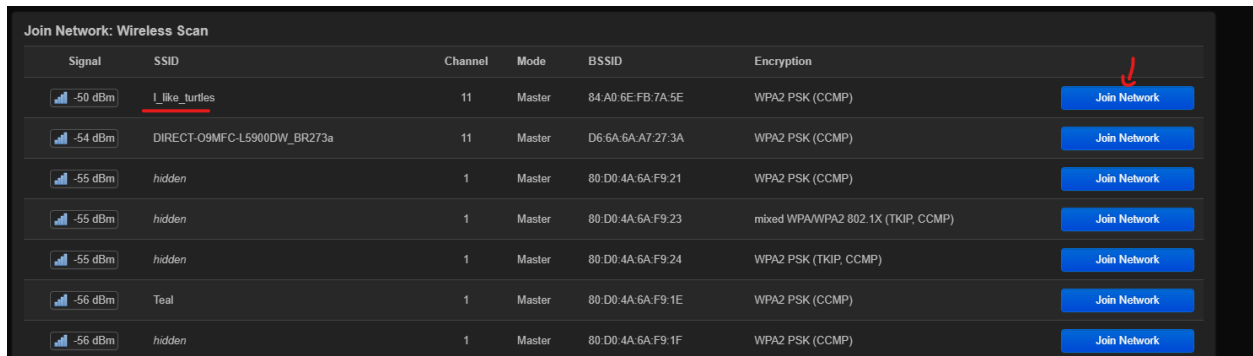 Join Network: Wireless Scan
Signal SSID Channel Mode BSSID Encryption
-50 dBm I_like_turtles 11 Master 84:A0:6E:FB:7A:5E WPA2 PSK (CCMP) Join Network
-54 dBm DIRECT-O9MFC-L5900DW_BR273a 11 Master D6:6A:6A:A7:27:3A WPA2 PSK (CCMP) Join Network
-55 dBm hidden 1 Master 80:D0:4A:6A:F9:21 WPA2 PSK (CCMP) Join Network
-55 dBm hidden 1 Master 80:D0:4A:6A:F9:23 mixed WPA/WPA2 802.1X (TKIP, CCMP) Join Network
-55 dBm hidden 1 Master 80:D0:4A:6A:F9:24 WPA2 PSK (TKIP, CCMP) Join Network
-56 dBm Teal 1 Master 80:D0:4A:6A:F9:1E WPA2 PSK (CCMP) Join Network
-56 dBm hidden 1 Master 80:D0:4A:6A:F9:1F WPA2 PSK (CCMP) Join Network